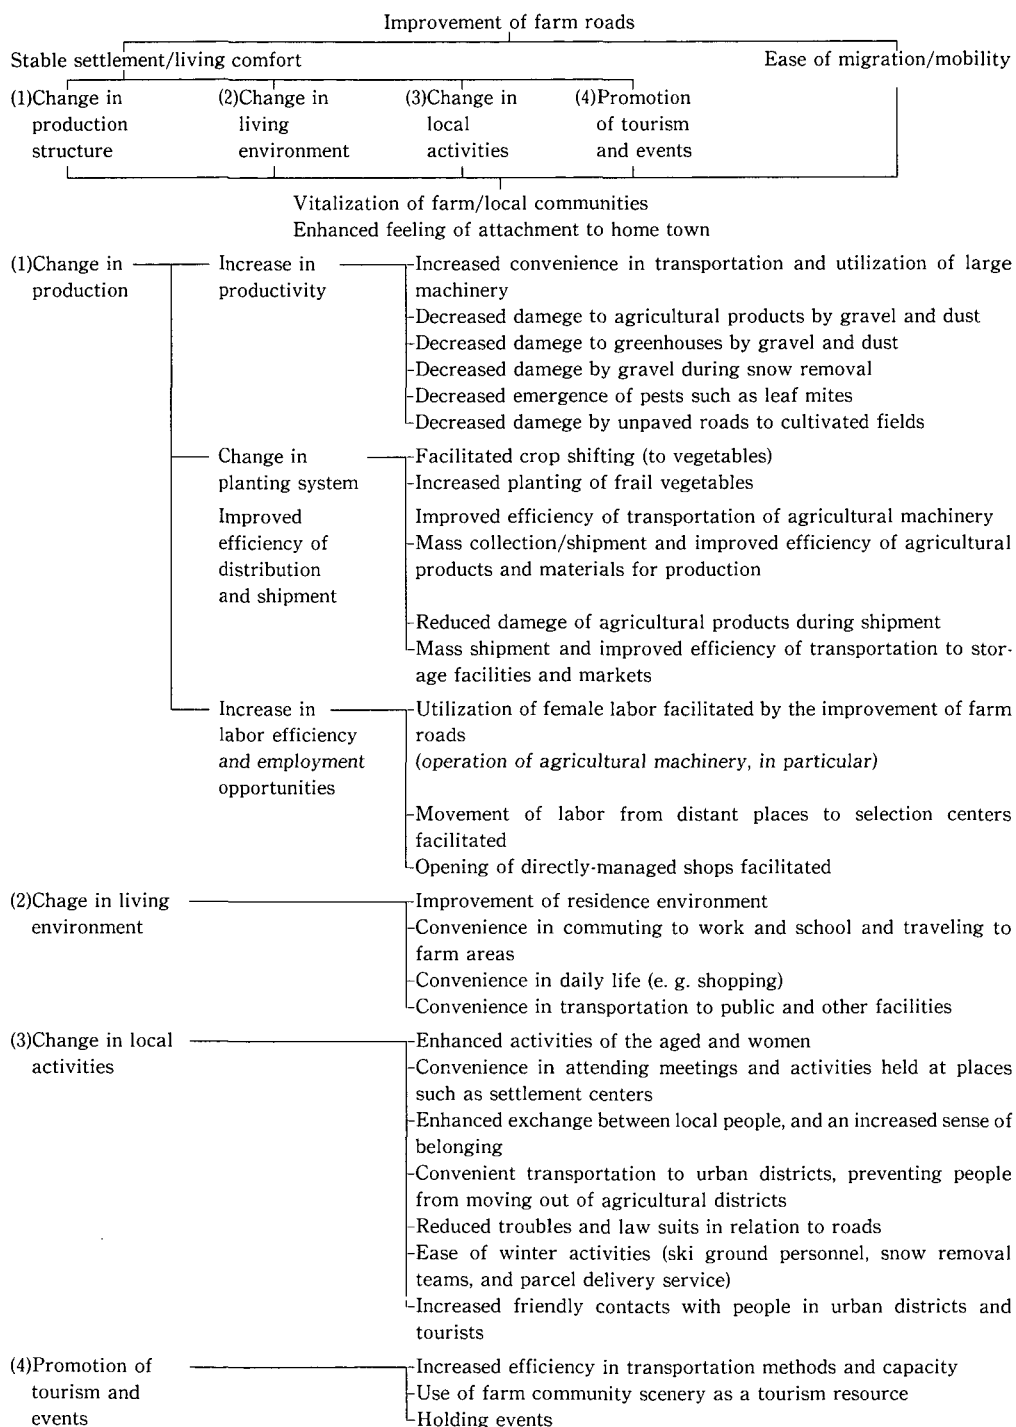 Improvement of farm roads
Stable settlement/living comfort
Ease of migration/mobility
(1)Change in
production
structure
(2)Change in
living
environment
(3)Change in
local
activities
(4)Promotion
of tourism
and events
Vitalization of farm/local communities
Enhanced feeling of attachment to home town
(1)Change in
production
Increase in
productivity
Increased convenience in transportation and utilization of large
machinery
Decreased damege to agricultural products by gravel and dust
Decreased damage to greenhouses by gravel and dust
Decreased damage by gravel during snow removal
Decreased emergence of pests such as leaf mites
Decreased damage by unpaved roads to cultivated fields
Change in
planting system
Facilitated crop shifting (to vegetables)
Increased planting of frail vegetables
Improved
efficiency of
distribution
and shipment
Improved efficiency of transportation of agricultural machinery
Mass collection/shipment and improved efficiency of agricultural
products and materials for production
Reduced damege of agricultural products during shipment
Mass shipment and improved efficiency of transportation to stor-
age facilities and markets
Increase in
labor efficiency
and employment
opportunities
Utilization of female labor facilitated by the improvement of farm
roads
(operation of agricultural machinery, in particular)
Movement of labor from distant places to selection centers
facilitated
Opening of directly-managed shops facilitated
(2)Chage in living
environment
Improvement of residence environment
Convenience in commuting to work and school and traveling to
farm areas
Convenience in daily life (e. g. shopping)
Convenience in transportation to public and other facilities
(3)Change in local
activities
Enhanced activities of the aged and women
Convenience in attending meetings and activities held at places
such as settlement centers
Enhanced exchange between local people, and an increased sense of
belonging
Convenient transportation to urban districts, preventing people
from moving out of agricultural districts
Reduced troubles and law suits in relation to roads
Ease of winter activities (ski ground personnel, snow removal
teams, and parcel delivery service)
Increased friendly contacts with people in urban districts and
tourists
(4)Promotion of
tourism and
events
Increased efficiency in transportation methods and capacity
Use of farm community scenery as a tourism resource
Holding events